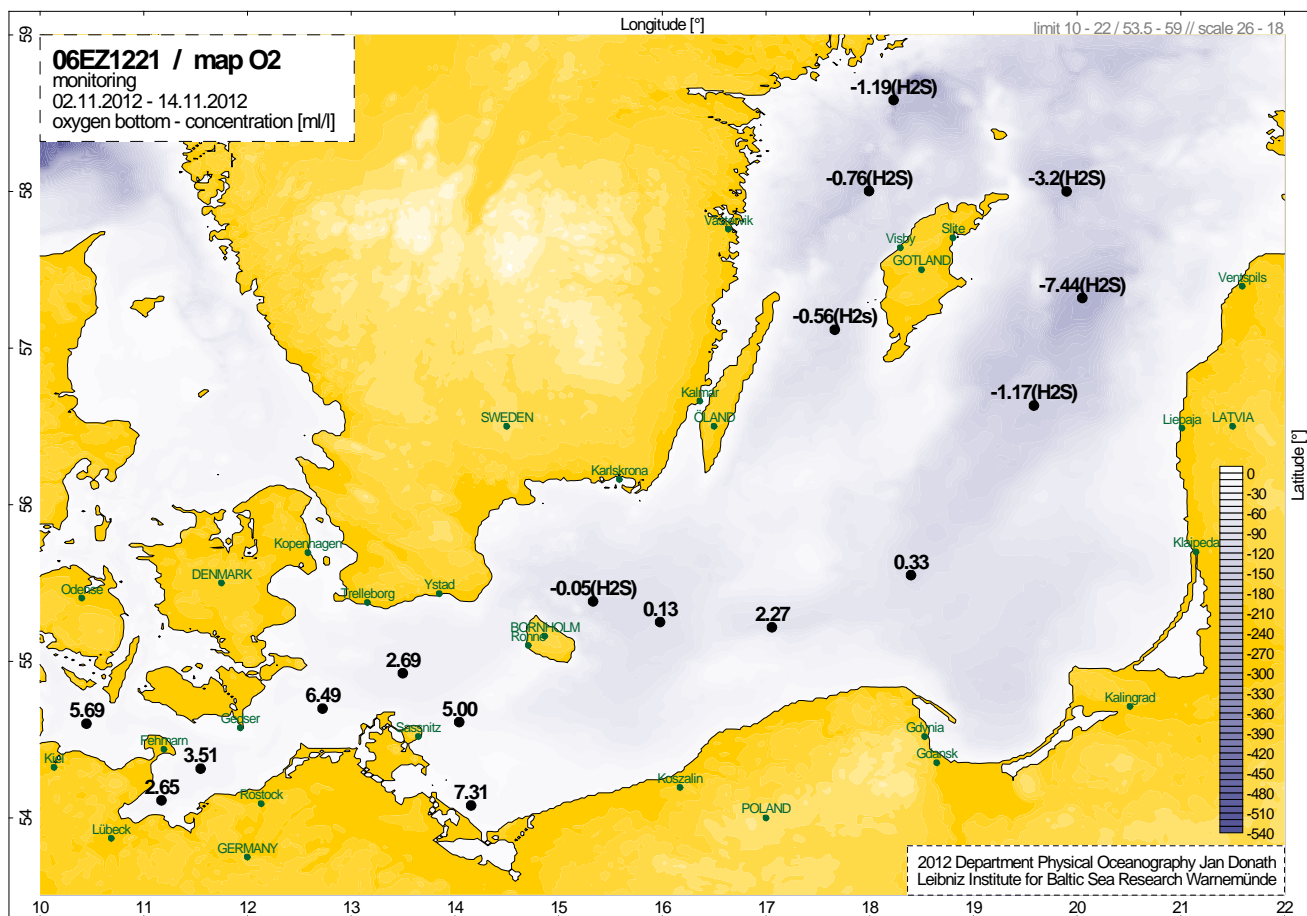 Longitude [°]
limit 10 - 22 / 53.5 - 59 // scale 26 - 18
06EZ1221 / map O2
monitoring
02.11.2012 - 14.11.2012
oxygen bottom - concentration [ml/l]
59
58
57
56
55
54
-1.19(H2S)
-0.76(H2S)
-3.2(H2S)
Västervik
Visby
Slite
GOTLAND
-7.44(H2S)
Ventspils
-0.56(H2s)
Kalmar
-1.17(H2S)
SWEDEN
ÖLAND
Liepaja
LATVIA
Latitude [°]
Karlskrona
Kopenhagen
Klaipeda
DENMARK
0.33
Odense
Trelleborg
Ystad
-0.05(H2S)
0.13
2.27
BORNHOLM
Rönne
2.69
6.49
5.00
5.69
Gedser
Sassnitz
Kalingrad
Gdynia
Fehmarn
3.51
Kiel
Gdansk
2.65
7.31
Rostock
Koszalin
Lübeck
POLAND
GERMANY
0
-30
-60
-90
-120
-150
-180
-210
-240
-270
-300
-330
-360
-390
-420
-450
-480
-510
-540
2012 Department Physical Oceanography Jan Donath
Leibniz Institute for Baltic Sea Research Warnemünde
10 11 12 13 14 15 16 17 18 19 20 21 22